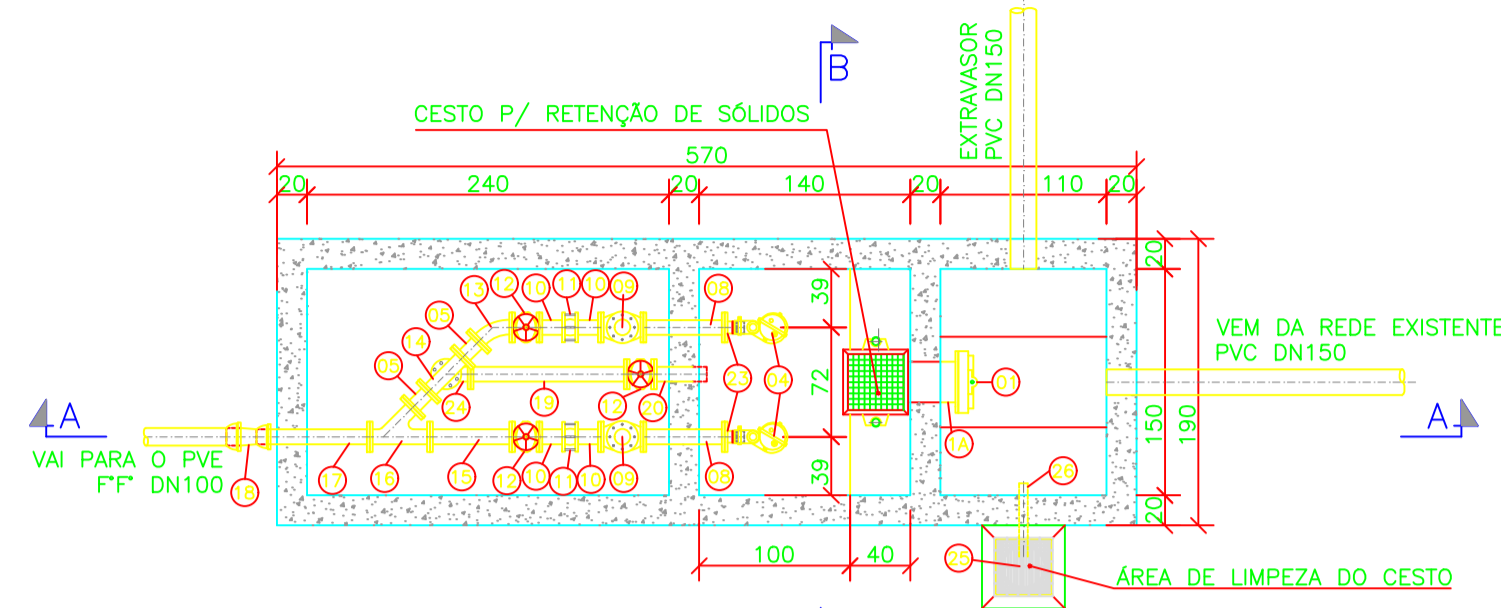 B
EXTRAVASOR
PVC DN150
CESTO P/ RETENÇÃO DE SÓLIDOS
570
20 240 20 140 20 110 20
20
39
13 12 10 11 10 09 08
05
14
05
VEM DA REDE EXISTENTE
PVC DN150
24 19 12 20 23 04 01
72
150
190
A
A
1A
VAI PARA O PVE
F°F° DN100
18 17 16 15 12 10 11 10 09 08
39
26
20
100 40
25
ÁREA DE LIMPEZA DO CESTO